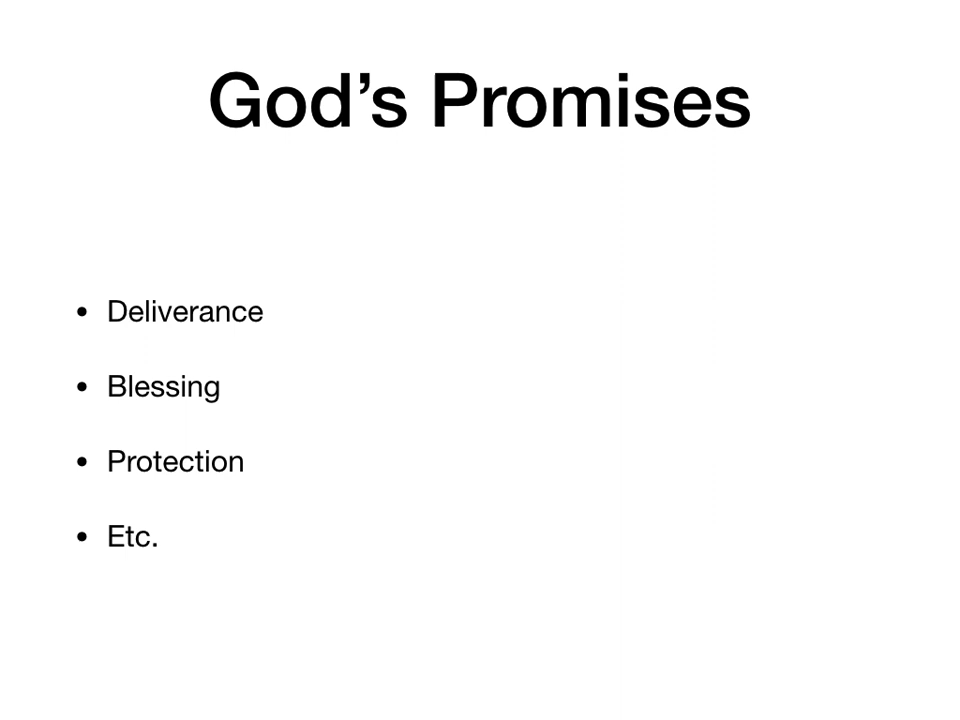 God’s Promises
• Deliverance
• Blessing
• Protection
• Etc.